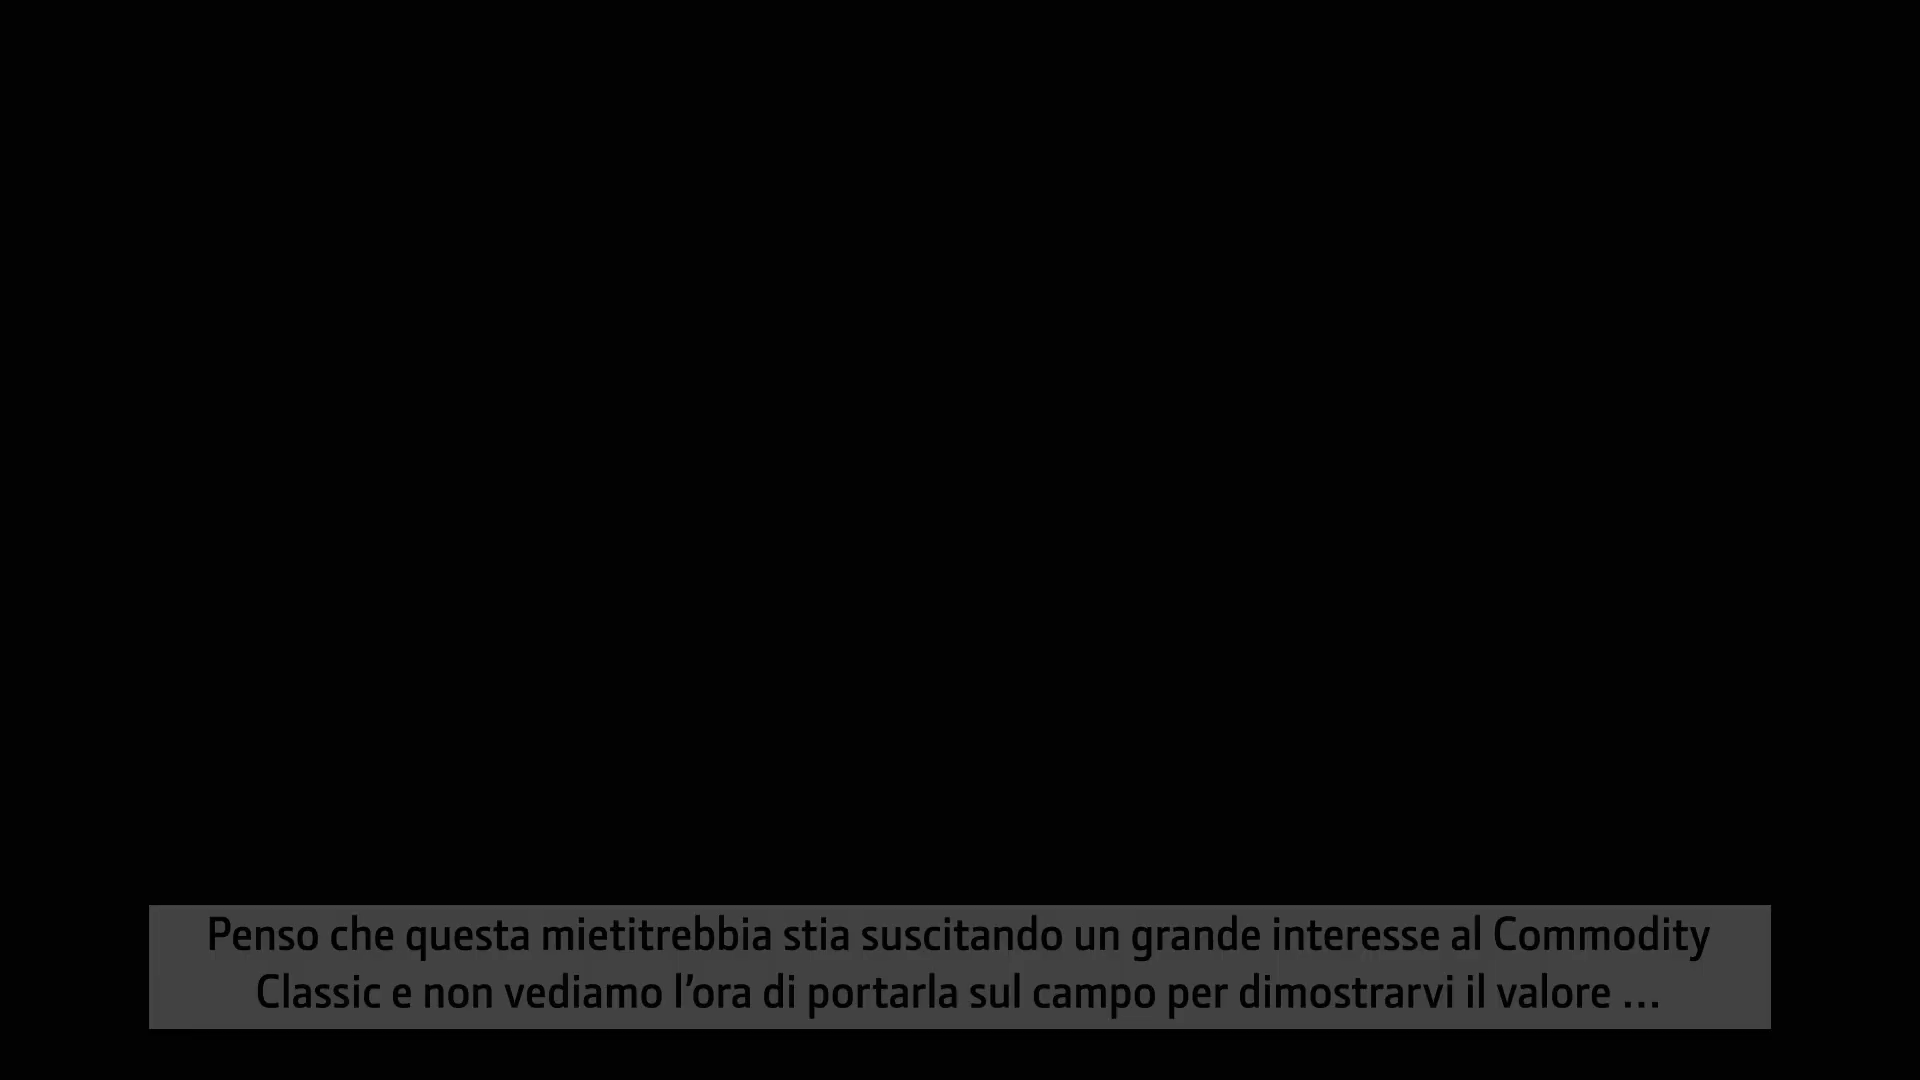 Penso che questa mietitrebbia stia suscitando un grande interesse al Commodity
Classic e non vediamo l’ora di portarla sul campo per dimostrarvi il valore ...